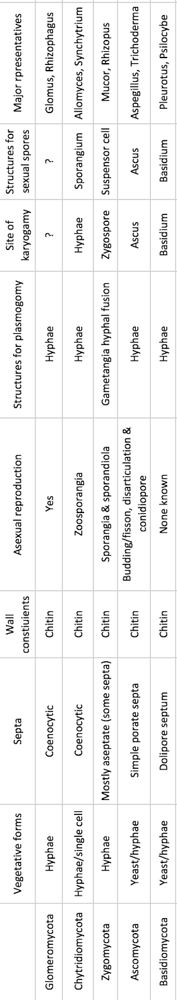 Vegetative forms
Septa
Wall
constiuients
Asexual reproduction
Structures for plasmogomy
Site of
karyogamy
Structures for
sexual spores
Major rpresentatives
Glomeromycota
Hyphae
Coenocytic
Chitin
Yes
Hyphae
?
?
Glomus, Rhizophagus
Chytridiomycota
Hyphae/single cell
Coenocytic
Chitin
Zoosporangia
Hyphae
Hyphae
Sporangium
Allomyces, Synchytrium
Zygomycota
Hyphae
Mostly aseptate (some septa)
Chitin
Sporangia & sporandiola
Gametangia hyphal fusion
Zygospore
Suspensor cell
Mucor, Rhizopus
Ascomycota
Yeast/hyphae
Simple porate septa
Chitin
Budding/fisson, disarticulation &
conidiopore
Hyphae
Ascus
Ascus
Aspegillus, Trichoderma
Basidiomycota
Yeast/hyphae
Dolipore septum
Chitin
None known
Hyphae
Basidium
Basidium
Pleurotus, Psilocybe